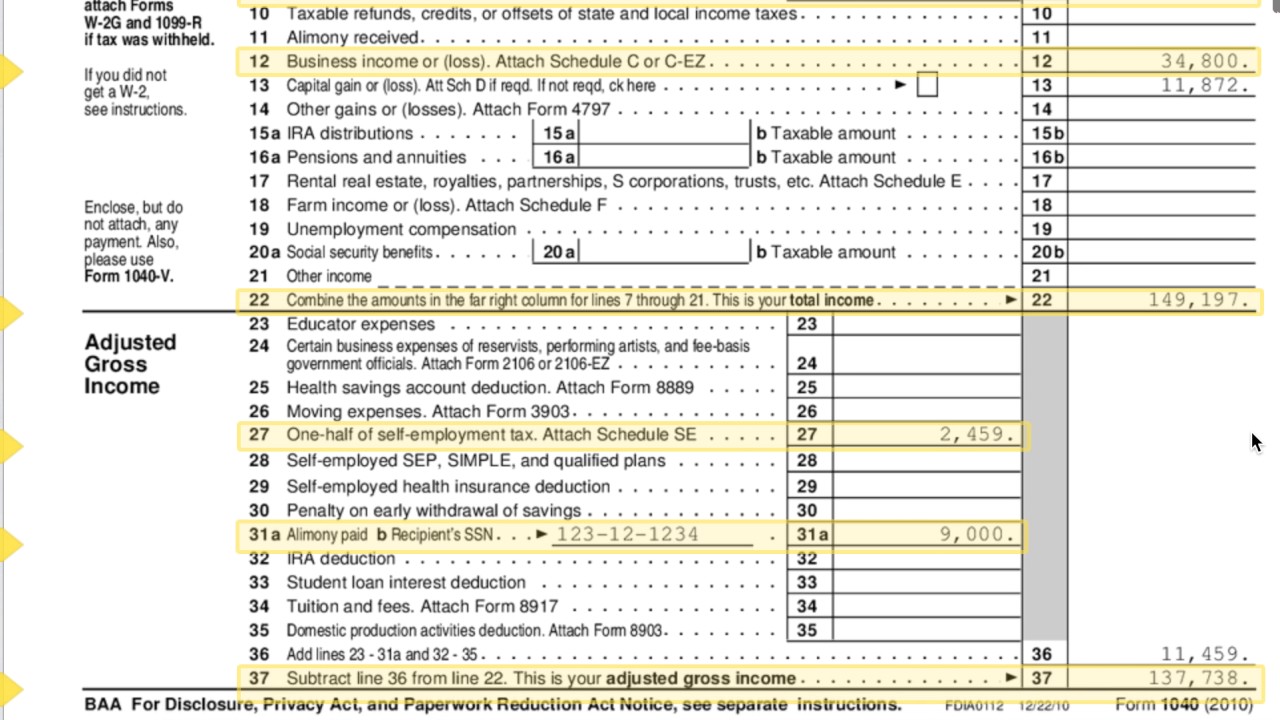 attach Forms
W-2G and 1099-R
if tax was withheld.
If you did not
get a W-2,
see instructions.
Enclose, but do
not attach, any
payment. Also,
please use
Form 1040-V.
10 Taxable refunds, credits, or offsets of state and local income taxes 10
11 Alimony received 11
12 Business income or (loss). Attach Schedule C or C-EZ 12 34,800.
13 Capital gain or (loss). Att Sch D if reqd. If not reqd, ck here ► 13 11,872.
14 Other gains or (losses). Attach Form 4797 14
15a IRA distributions 15a b Taxable amount 15b
16a Pensions and annuities 16a b Taxable amount 16b
17 Rental real estate, royalties, partnerships, S corporations, trusts, etc. Attach Schedule E 17
18 Farm income or (loss). Attach Schedule F 18
19 Unemployment compensation 19
20a Social security benefits 20a b Taxable amount 20b
21 Other income 21
22 Combine the amounts in the far right column for lines 7 through 21. This is your total income ► 22 149,197.
Adjusted
Gross
Income
23 Educator expenses 23
24 Certain business expenses of reservists, performing artists, and fee-basis
government officials. Attach Form 2106 or 2106-EZ 24
25 Health savings account deduction. Attach Form 8889 25
26 Moving expenses. Attach Form 3903 26
27 One-half of self-employment tax. Attach Schedule SE 27 2,459.
28 Self-employed SEP, SIMPLE, and qualified plans 28
29 Self-employed health insurance deduction 29
30 Penalty on early withdrawal of savings 30
31a Alimony paid b Recipient's SSN ► 123-12-1234 31a 9,000.
32 IRA deduction 32
33 Student loan interest deduction 33
34 Tuition and fees. Attach Form 8917 34
35 Domestic production activities deduction. Attach Form 8903 35
36 Add lines 23 - 31a and 32 - 35 36 11,459.
37 Subtract line 36 from line 22. This is your adjusted gross income ► 37 137,738.
BAA For Disclosure, Privacy Act, and Paperwork Reduction Act Notice, see separate instructions. FDIA0112 12/22/10 Form 1040 (2010)